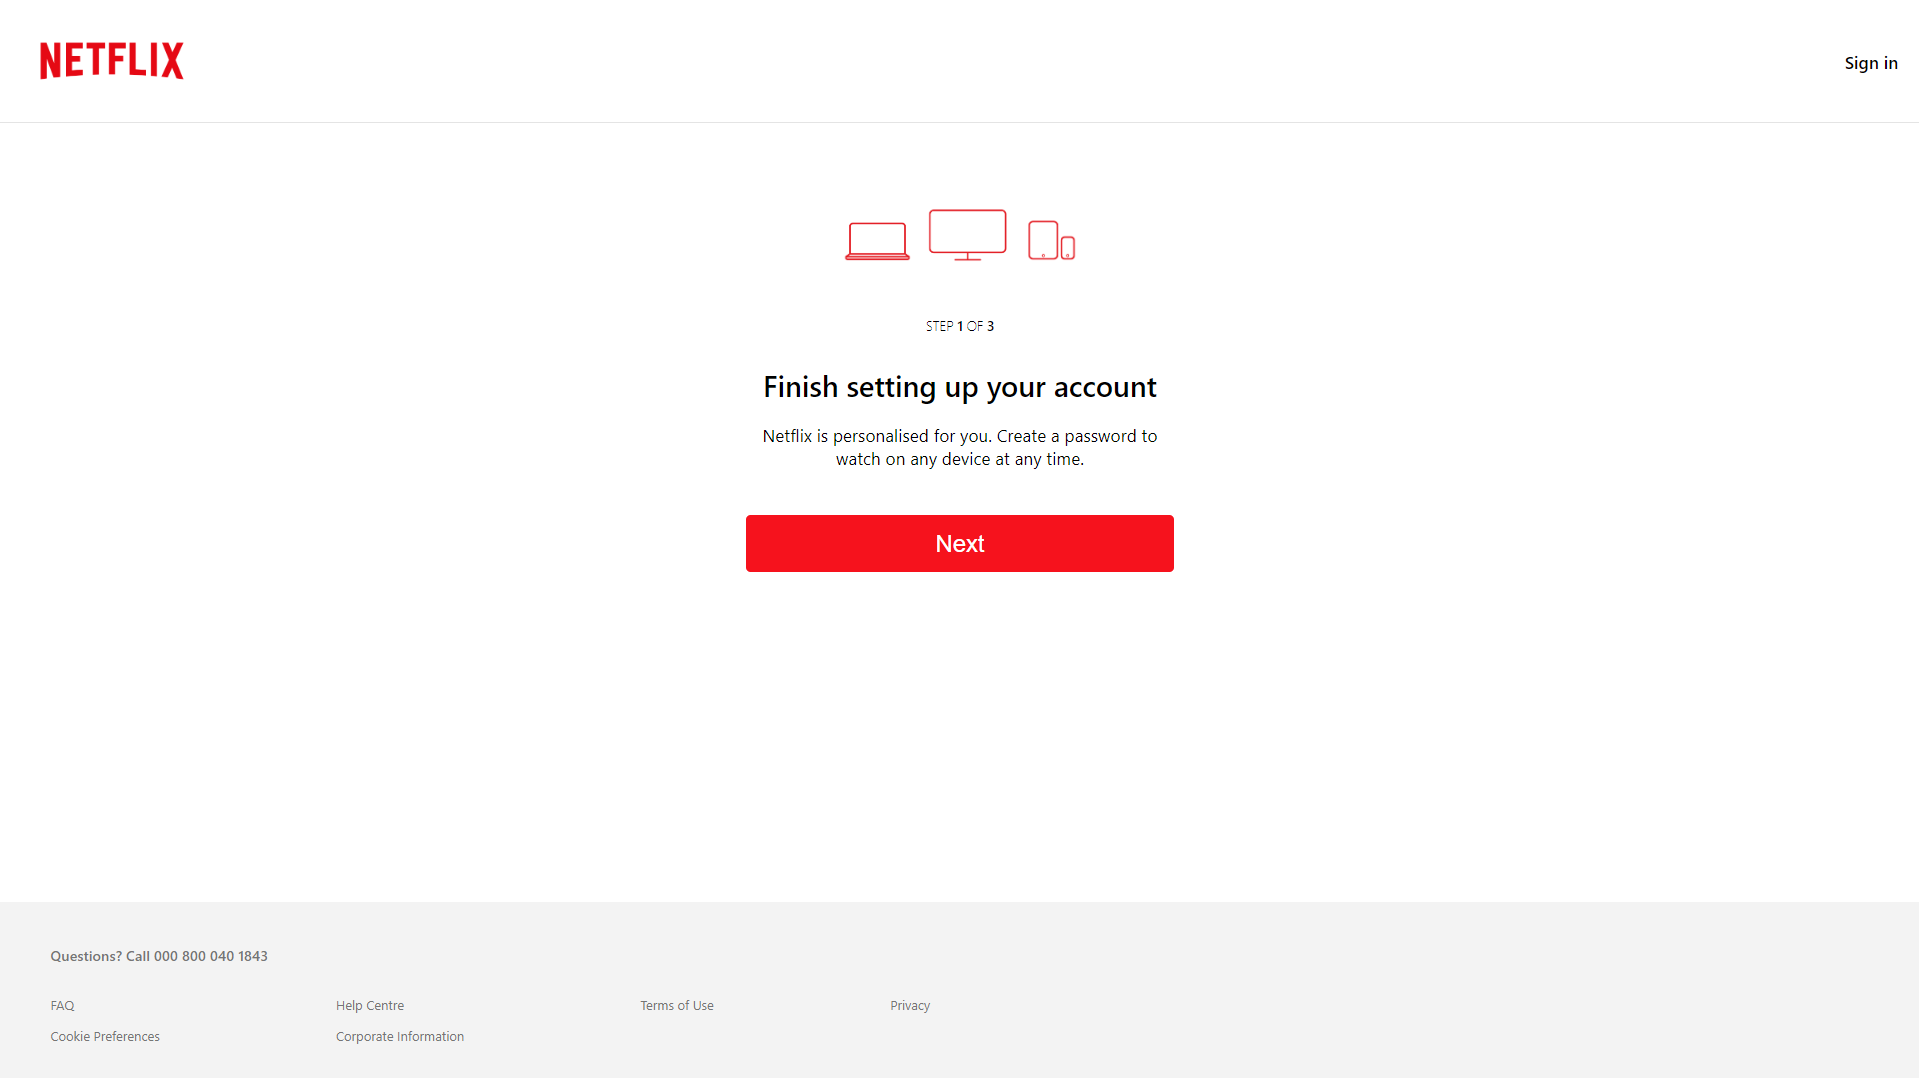 NETFLIX
Sign in
STEP 1 OF 3
Finish setting up your account
Netflix is personalised for you. Create a password to
watch on any device at any time.
Next
Questions? Call 000 800 040 1843
FAQ
Help Centre
Terms of Use
Privacy
Cookie Preferences
Corporate Information